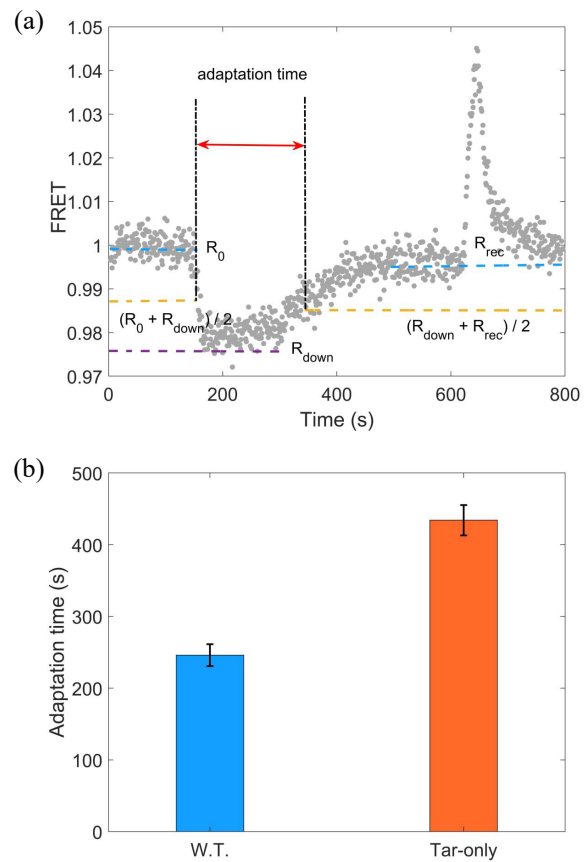 (a)
1.05
1.04
1.03
1.02
1.01
1
0.99
0.98
0.97
FRET
adaptation time
R0
(R0 + Rdown) / 2
Rdown
Rrec
(Rdown + Rrec) / 2
0 200 400 600 800
Time (s)
(b)
500
400
300
200
100
0
Adaptation time (s)
W.T. Tar-only